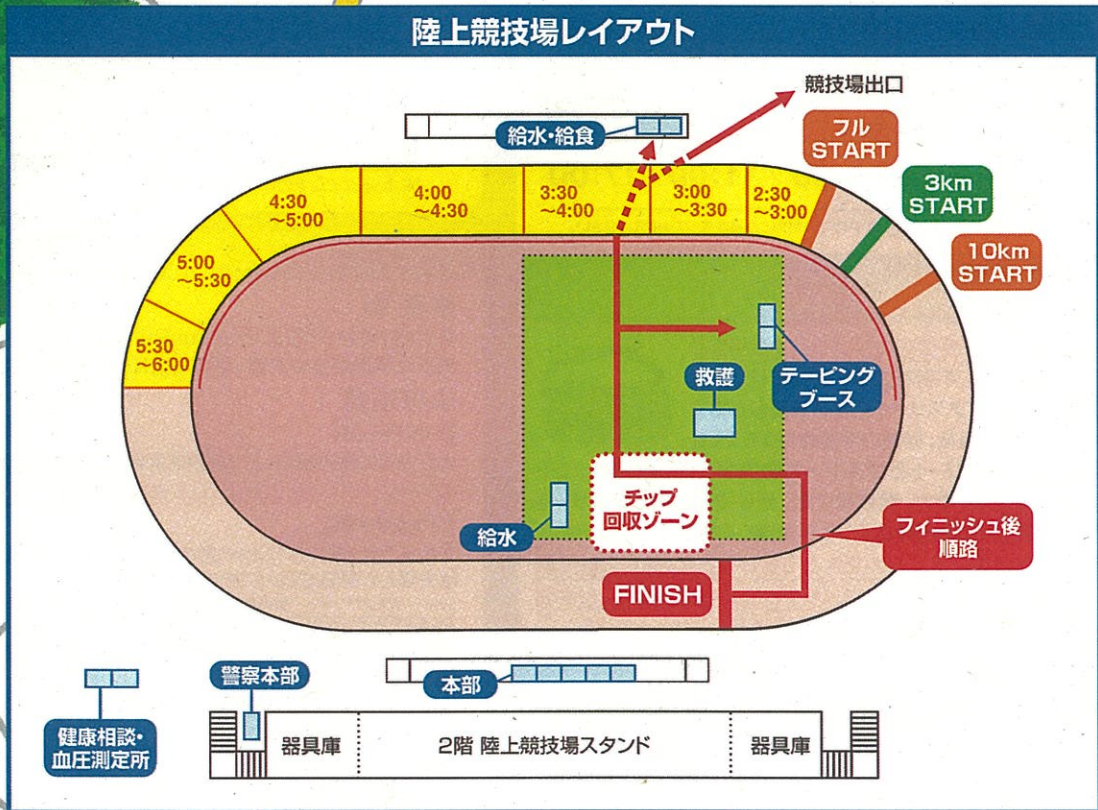 陸上競技場レイアウト
競技場出口
給水・給食
フル
START
3km
START
10km
START
4:30
～5:00
4:00
～4:30
3:30
～4:00
3:00
～3:30
2:30
～3:00
5:00
～5:30
5:30
～6:00
救護
テーピング
ブース
チップ
回収ゾーン
給水
フィニッシュ後
順路
FINISH
警察本部
本部
健康相談・
血圧測定所
器具庫
2階 陸上競技場スタンド
器具庫